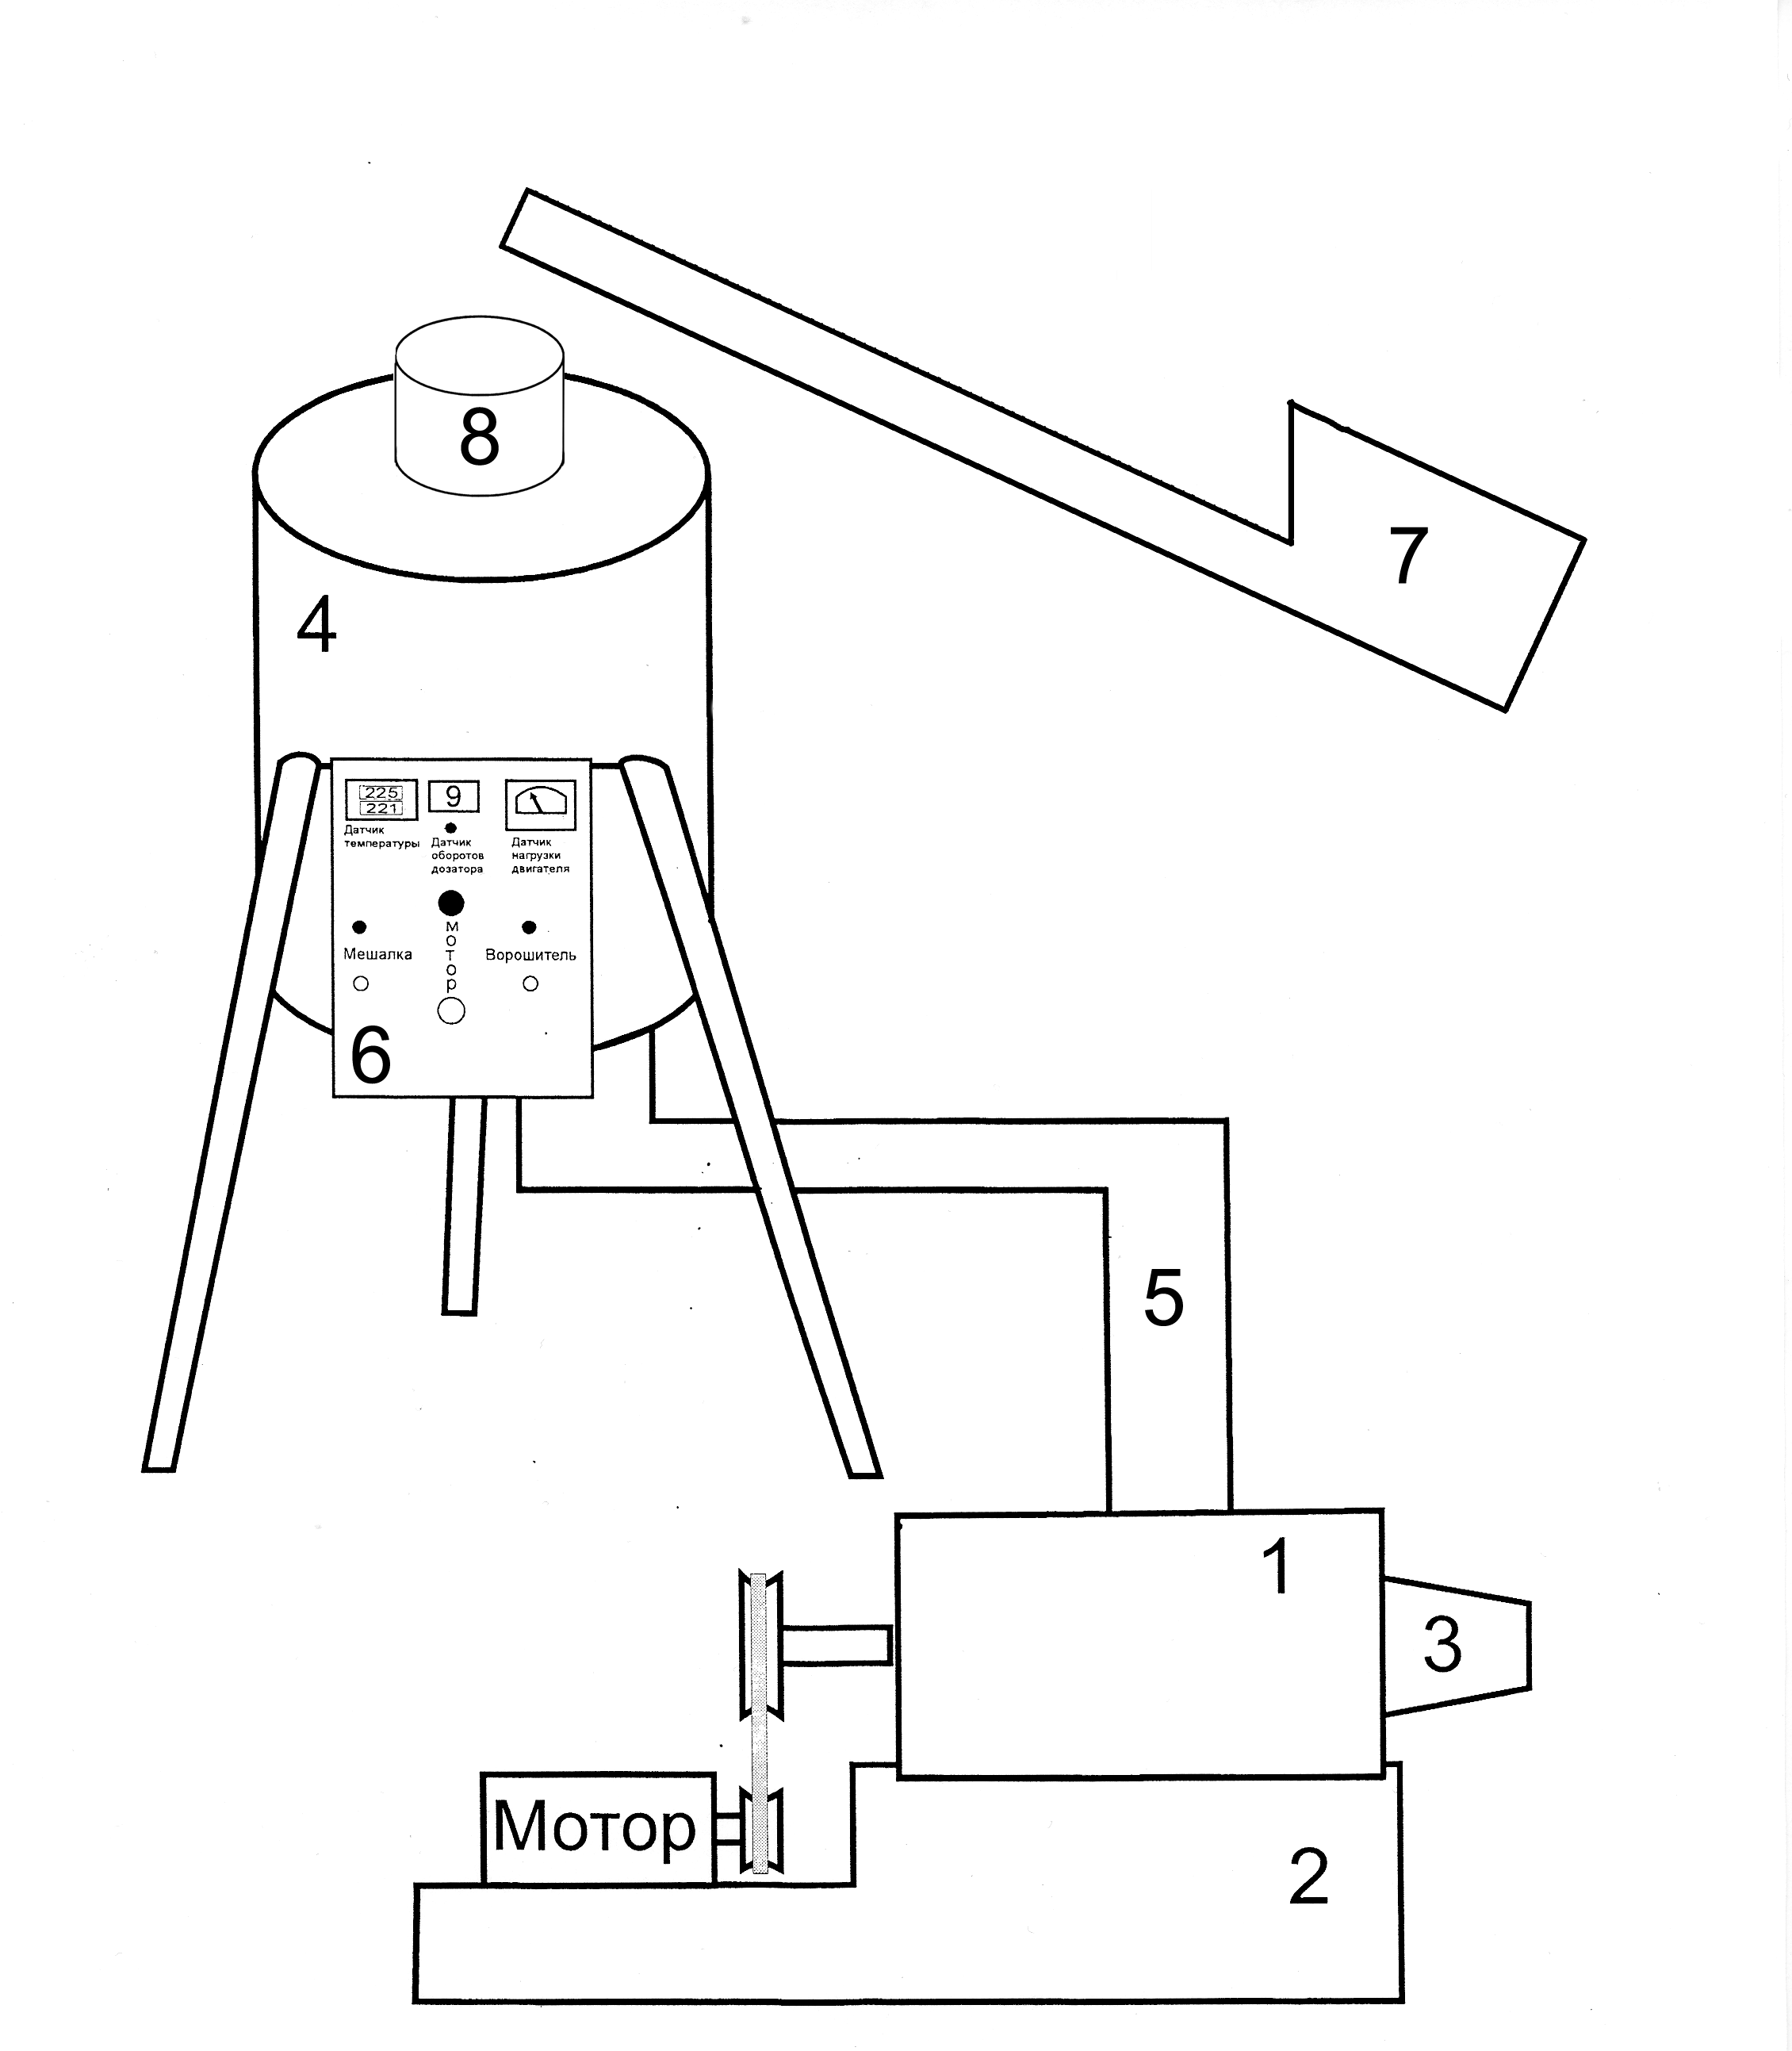 8
7
4
225
221
9
Датчик
температуры
Датчик
оборотов
дозатора
Датчик
нагрузки
двигателя
Мотор
Мешалка
Ворошитель
6
5
1
3
Мотор
2